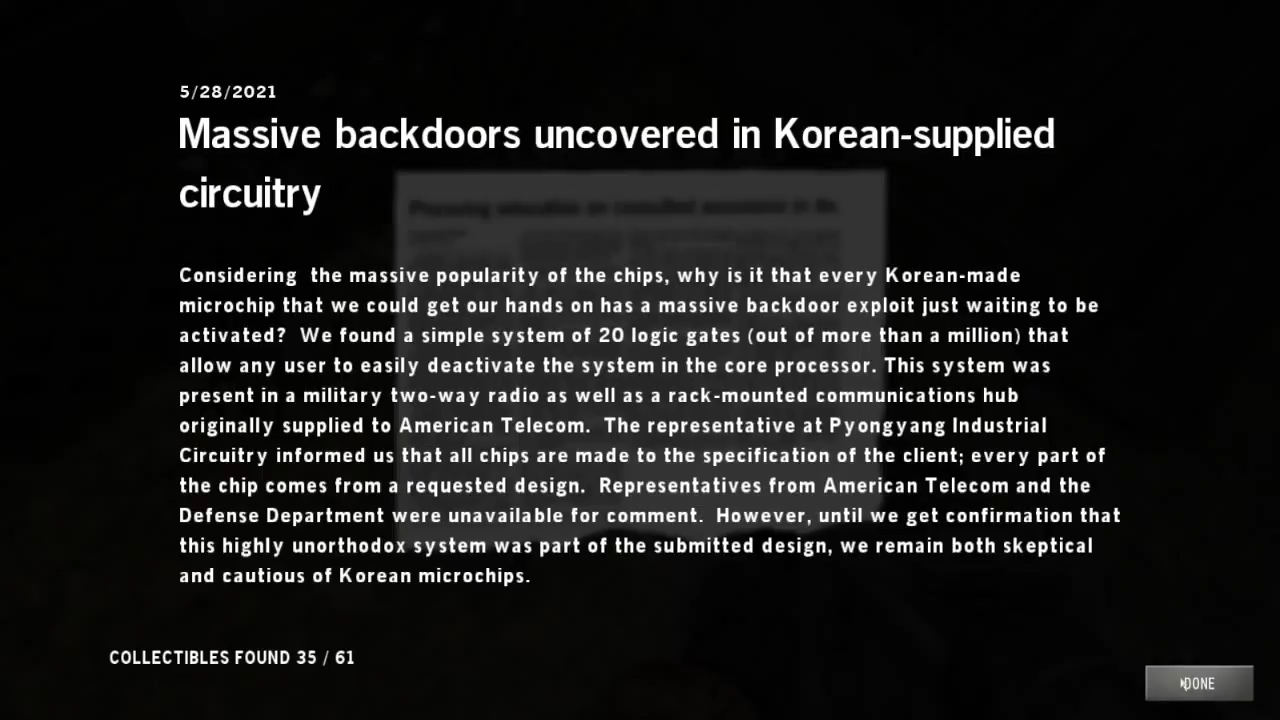 5/28/2021
Massive backdoors uncovered in Korean-supplied
circuitry
Considering  the massive popularity of the chips, why is it that every Korean-made
microchip that we could get our hands on has a massive backdoor exploit just waiting to be
activated?  We found a simple system of 20 logic gates (out of more than a million) that
allow any user to easily deactivate the system in the core processor. This system was
present in a military two-way radio as well as a rack-mounted communications hub
originally supplied to American Telecom.  The representative at Pyongyang Industrial
Circuitry informed us that all chips are made to the specification of the client; every part of
the chip comes from a requested design.  Representatives from American Telecom and the
Defense Department were unavailable for comment.  However, until we get confirmation that
this highly unorthodox system was part of the submitted design, we remain both skeptical
and cautious of Korean microchips.
COLLECTIBLES FOUND 35 / 61
DONE